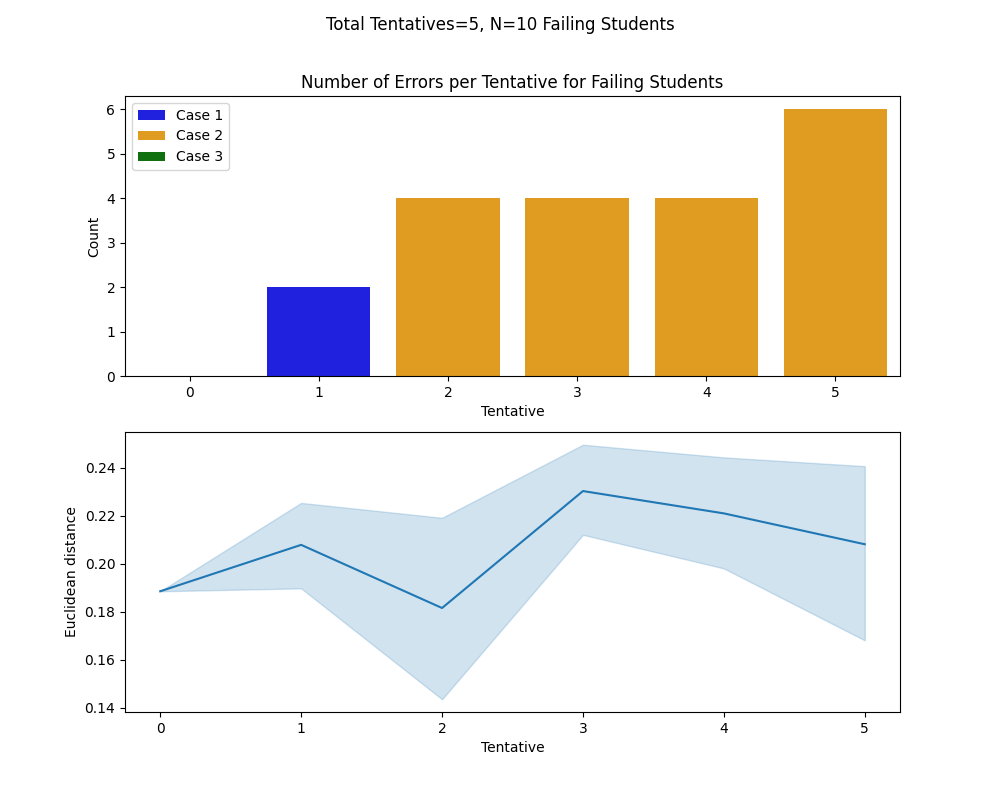 Total Tentatives=5, N=10 Failing Students
Number of Errors per Tentative for Failing Students
Case 1
Case 2
Case 3
6
5
4
3
2
1
0
Count
0 1 2 3 4 5
Tentative
0.24
0.22
0.20
0.18
0.16
0.14
Euclidean distance
0 1 2 3 4 5
Tentative